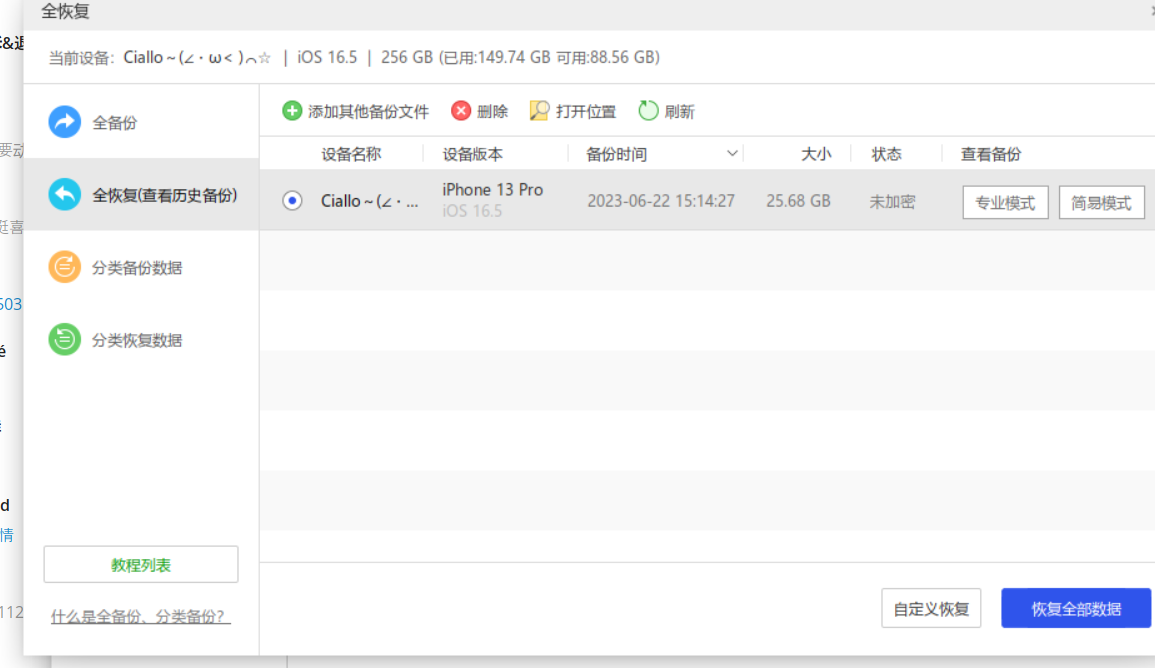 全恢复
当前设备: Ciallo～(∠・ω< )⌒☆ | iOS 16.5 | 256 GB (已用:149.74 GB 可用:88.56 GB)
全备份
全恢复(查看历史备份)
分类备份数据
分类恢复数据
教程列表
什么是全备份、分类备份?
添加其他备份文件 删除 打开位置 刷新
设备名称 设备版本 备份时间 大小 状态 查看备份
Ciallo～(∠・... iPhone 13 Pro 2023-06-22 15:14:27 25.68 GB 未加密 专业模式 简易模式
iOS 16.5
自定义恢复 恢复全部数据
&退
要动
503
é
d
情
112